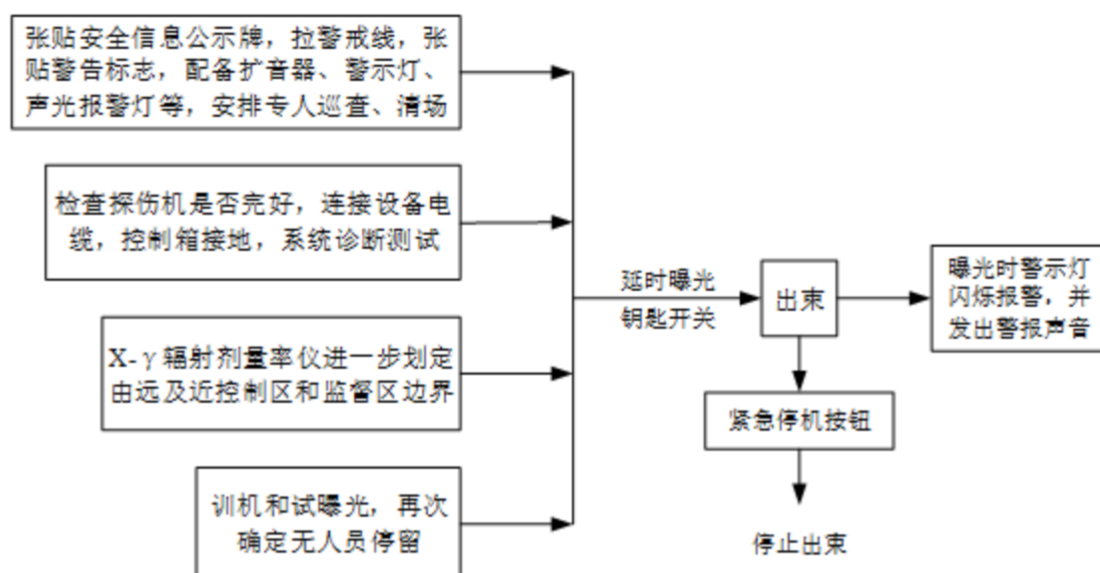 张贴安全信息公示牌，拉警戒线，张
贴警告标志，配备扩音器、警示灯、
声光报警灯等，安排专人巡查、清场
检查探伤机是否完好，连接设备电
缆，控制箱接地，系统诊断测试
X-γ辐射剂量率仪进一步划定
由远及近控制区和监督区边界
训机和试曝光，再次
确定无人员停留
延时曝光
钥匙开关
出束
曝光时警示灯
闪烁报警，并
发出警报声音
紧急停机按钮
停止出束